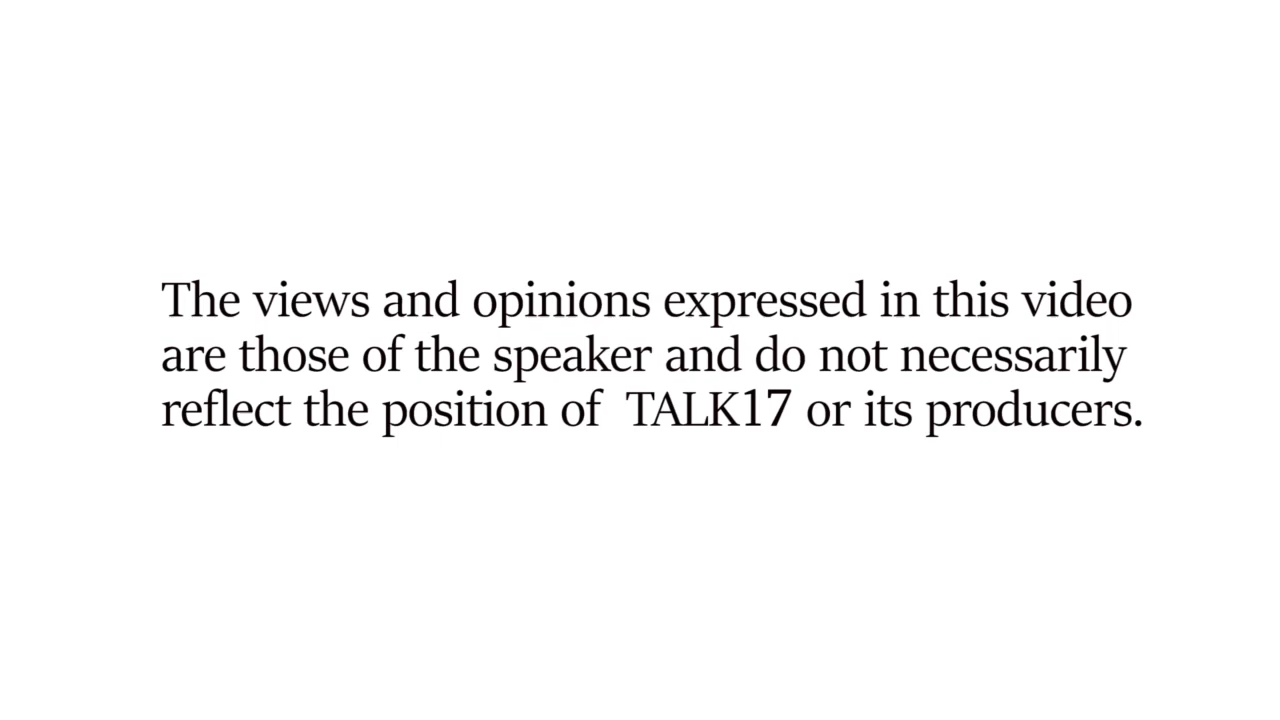 The views and opinions expressed in this video
are those of the speaker and do not necessarily
reflect the position of  TALK17 or its producers.